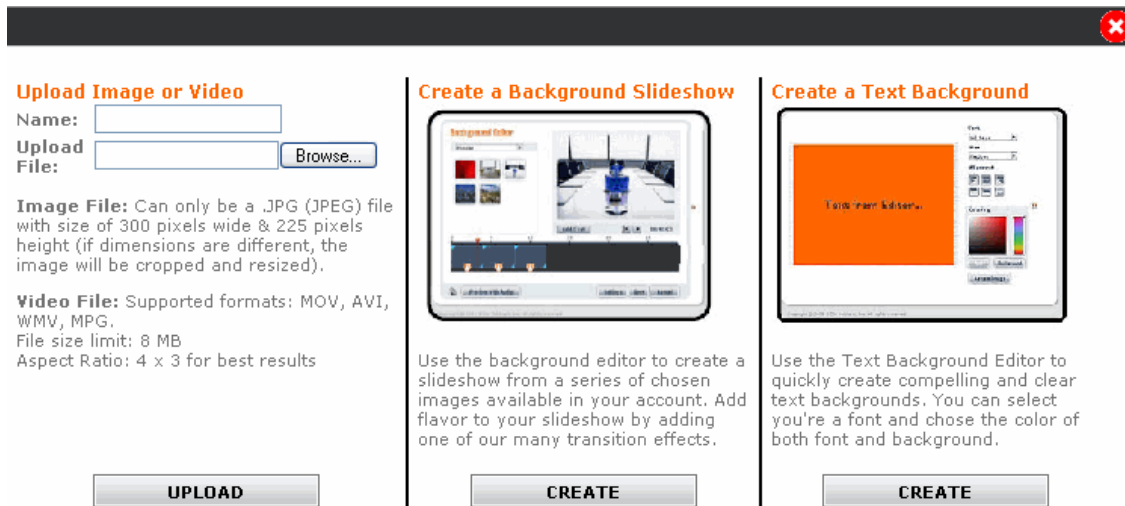 Upload Image or Video
Name:
Upload
File:
Browse...
Image File: Can only be a .JPG (JPEG) file
with size of 300 pixels wide & 225 pixels
height (if dimensions are different, the
image will be cropped and resized).
Video File: Supported formats: MOV, AVI,
WMV, MPG.
File size limit: 8 MB
Aspect Ratio: 4 x 3 for best results
UPLOAD
Create a Background Slideshow
Background Editor
Use the background editor to create a
slideshow from a series of chosen
images available in your account. Add
flavor to your slideshow by adding
one of our many transition effects.
CREATE
Create a Text Background
Use the Text Background Editor to
quickly create compelling and clear
text backgrounds. You can select
you're a font and chose the color of
both font and background.
CREATE